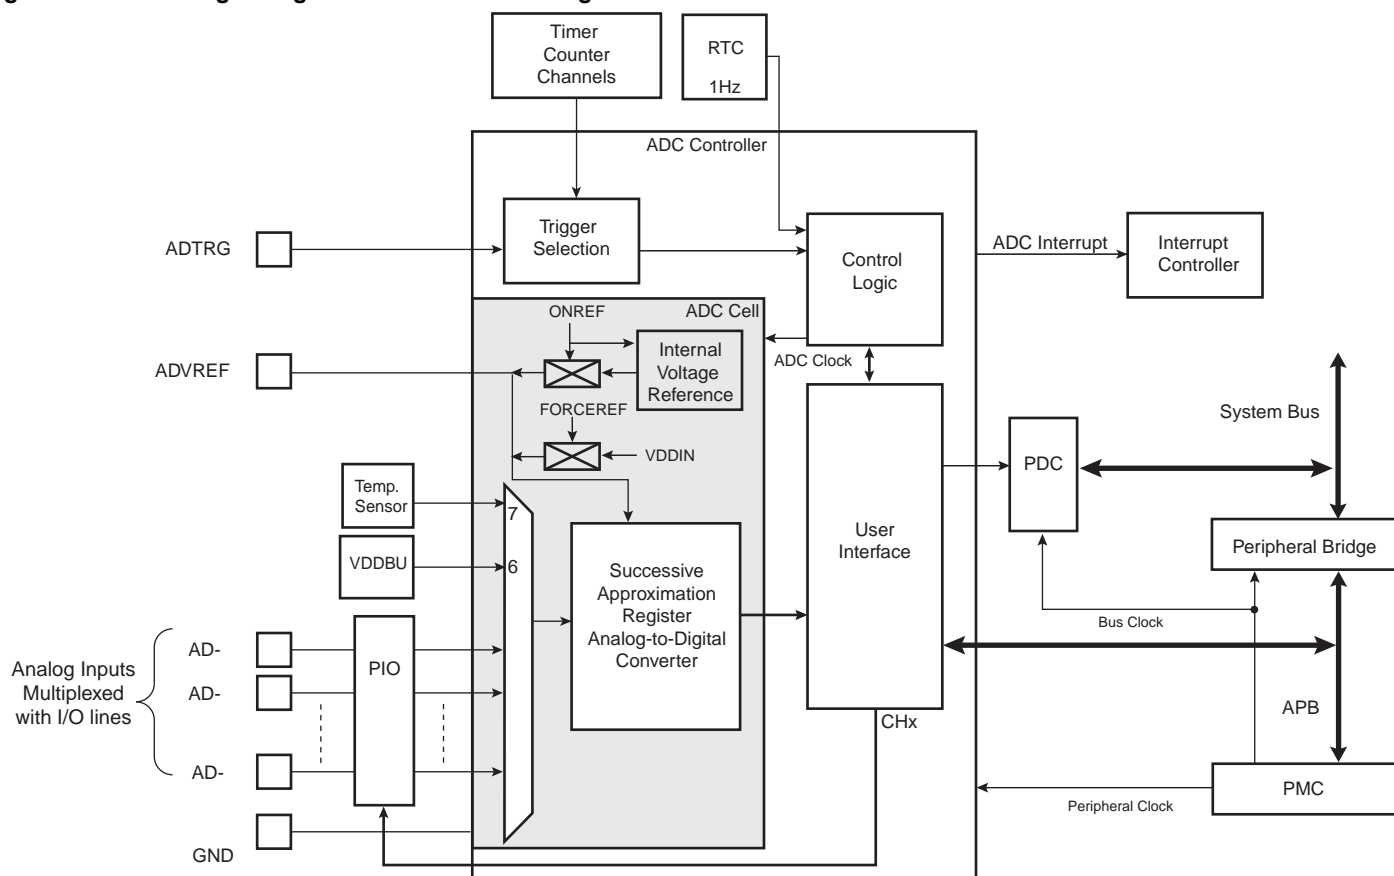 Timer
Counter
Channels
RTC
1Hz
ADC Controller
ADTRG
Trigger
Selection
Control
Logic
ADC Interrupt
Interrupt
Controller
ONREF
ADC Cell
ADVREF
Internal
Voltage
Reference
ADC Clock
FORCEREF
VDDIN
System Bus
Temp.
Sensor
7
PDC
VDDBU
6
Successive
Approximation
Register
Analog-to-Digital
Converter
User
Interface
Peripheral Bridge
Bus Clock
Analog Inputs
Multiplexed
with I/O lines
AD-
AD-
AD-
PIO
CHx
APB
PMC
Peripheral Clock
GND